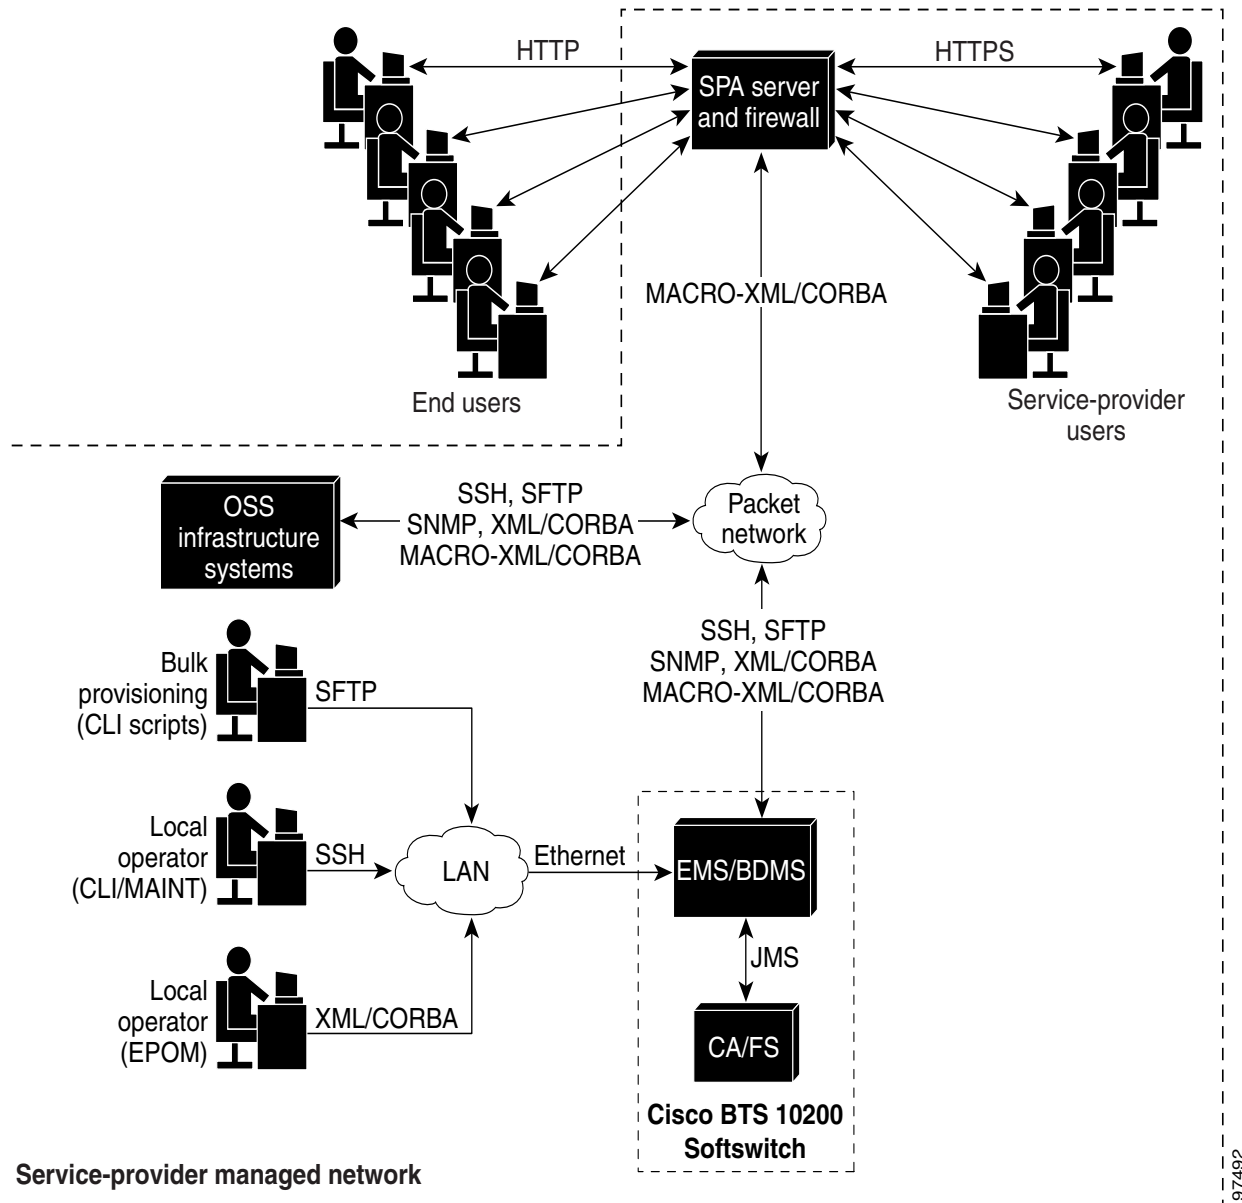 HTTP
HTTPS
SPA server
and firewall
MACRO-XML/CORBA
End users
Service-provider
users
OSS
infrastructure
systems
SSH, SFTP
SNMP, XML/CORBA
MACRO-XML/CORBA
Packet
network
SSH, SFTP
SNMP, XML/CORBA
MACRO-XML/CORBA
Bulk
provisioning
(CLI scripts)
SFTP
Local
operator
(CLI/MAINT)
SSH
LAN
Ethernet
EMS/BDMS
JMS
Local
operator
(EPOM)
XML/CORBA
CA/FS
Cisco BTS 10200
Softswitch
Service-provider managed network
97492